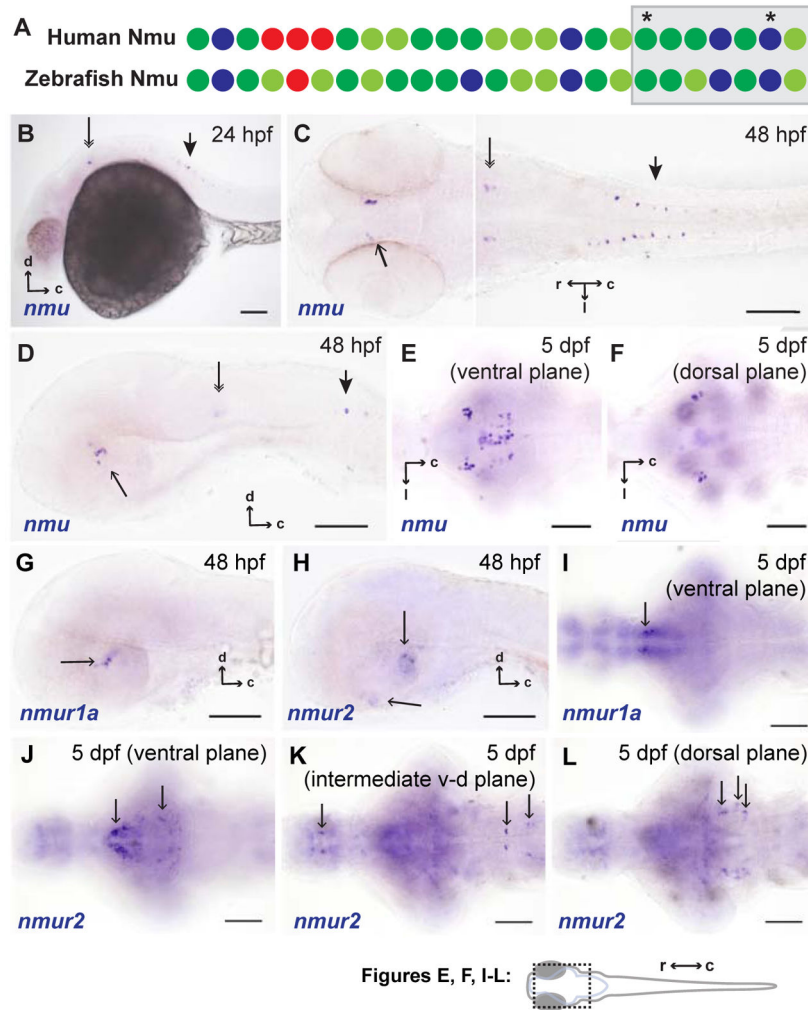 A
Human Nmu
* *
Zebrafish Nmu
B
24 hpf
d
c
nmu
C
48 hpf
r c
l
nmu
D
48 hpf
d
c
nmu
E
5 dpf
(ventral plane)
c
l
nmu
F
5 dpf
(dorsal plane)
c
l
nmu
G
48 hpf
d
c
nmur1a
H
48 hpf
d
c
nmur2
I
5 dpf
(ventral plane)
nmur1a
J
5 dpf (ventral plane)
nmur2
K
5 dpf
(intermediate v-d plane)
nmur2
L
5 dpf (dorsal plane)
nmur2
Figures E, F, I-L:
r c